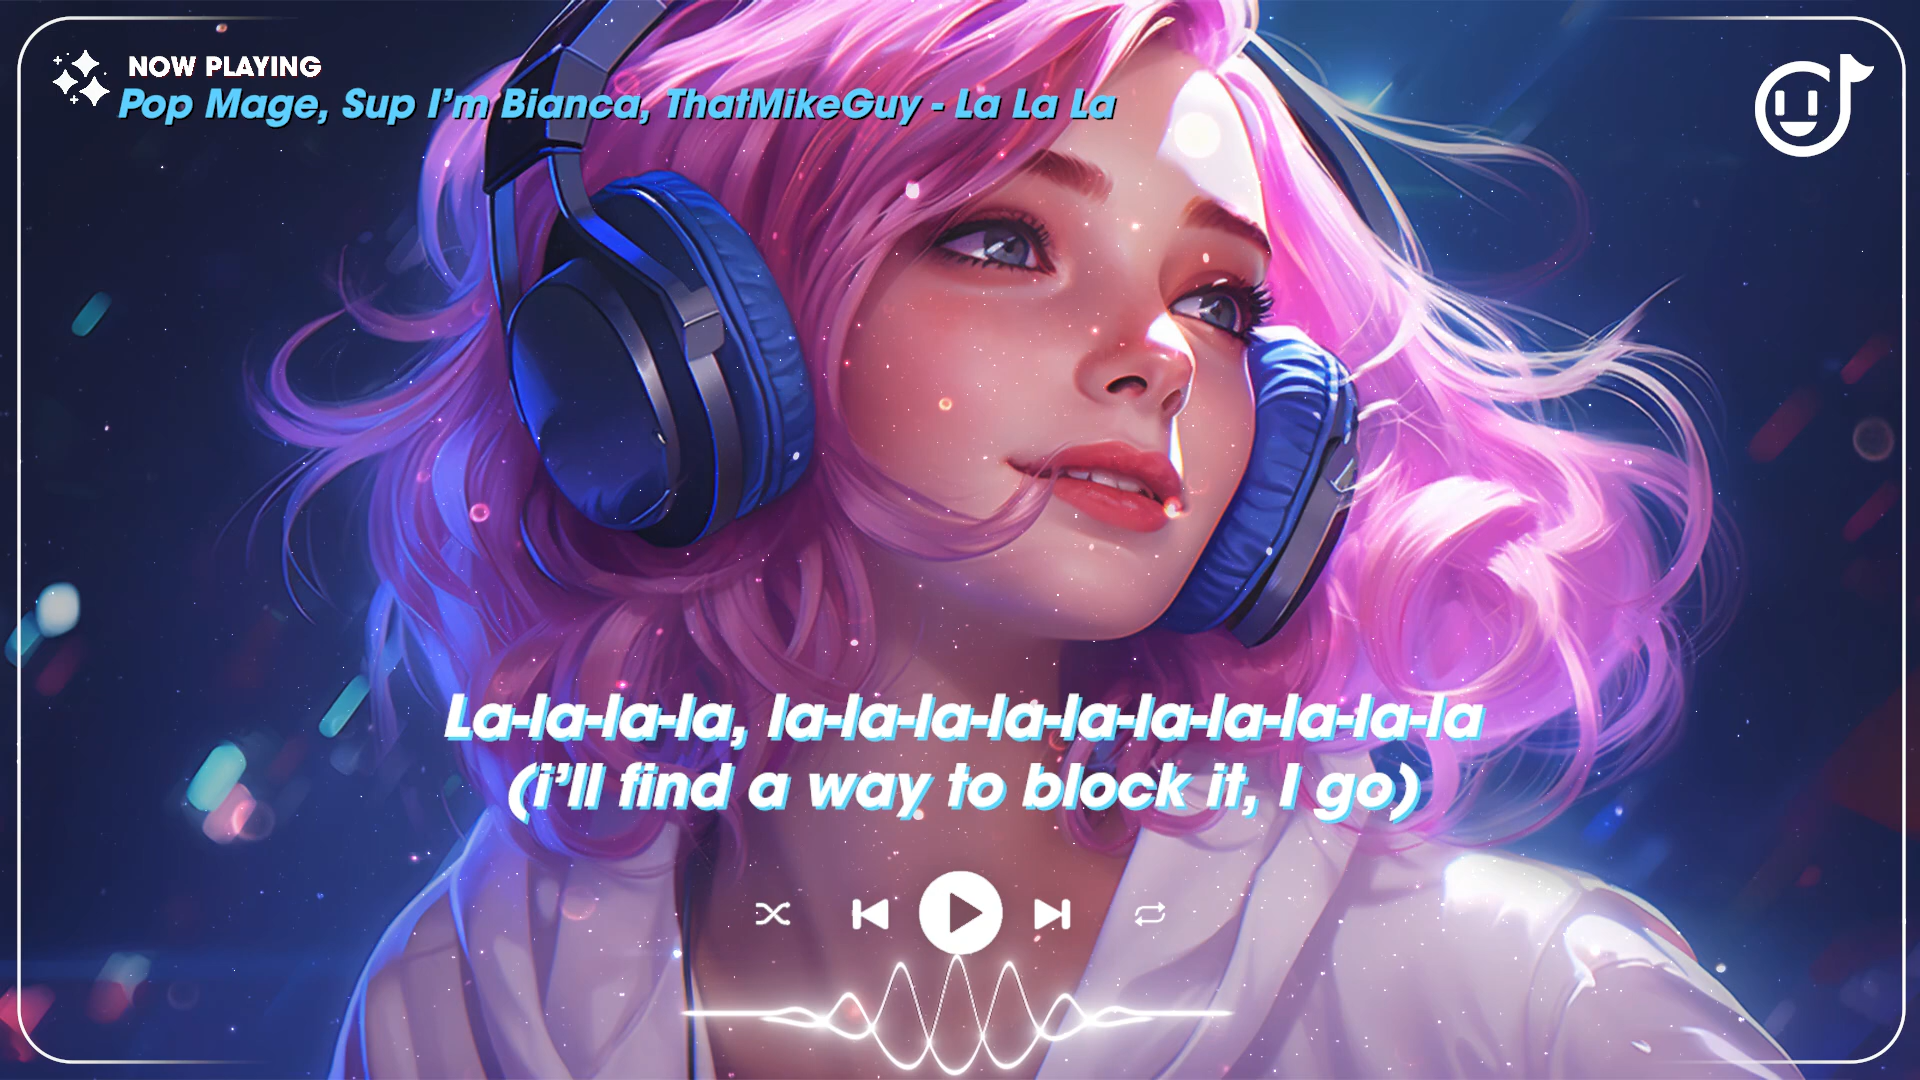 NOW PLAYING
Pop Mage, Sup I’m Bianca, ThatMikeGuy - La La La
La-la-la-la, la-la-la-la-la-la-la-la-la-la
(i’ll find a way to block it, I go)